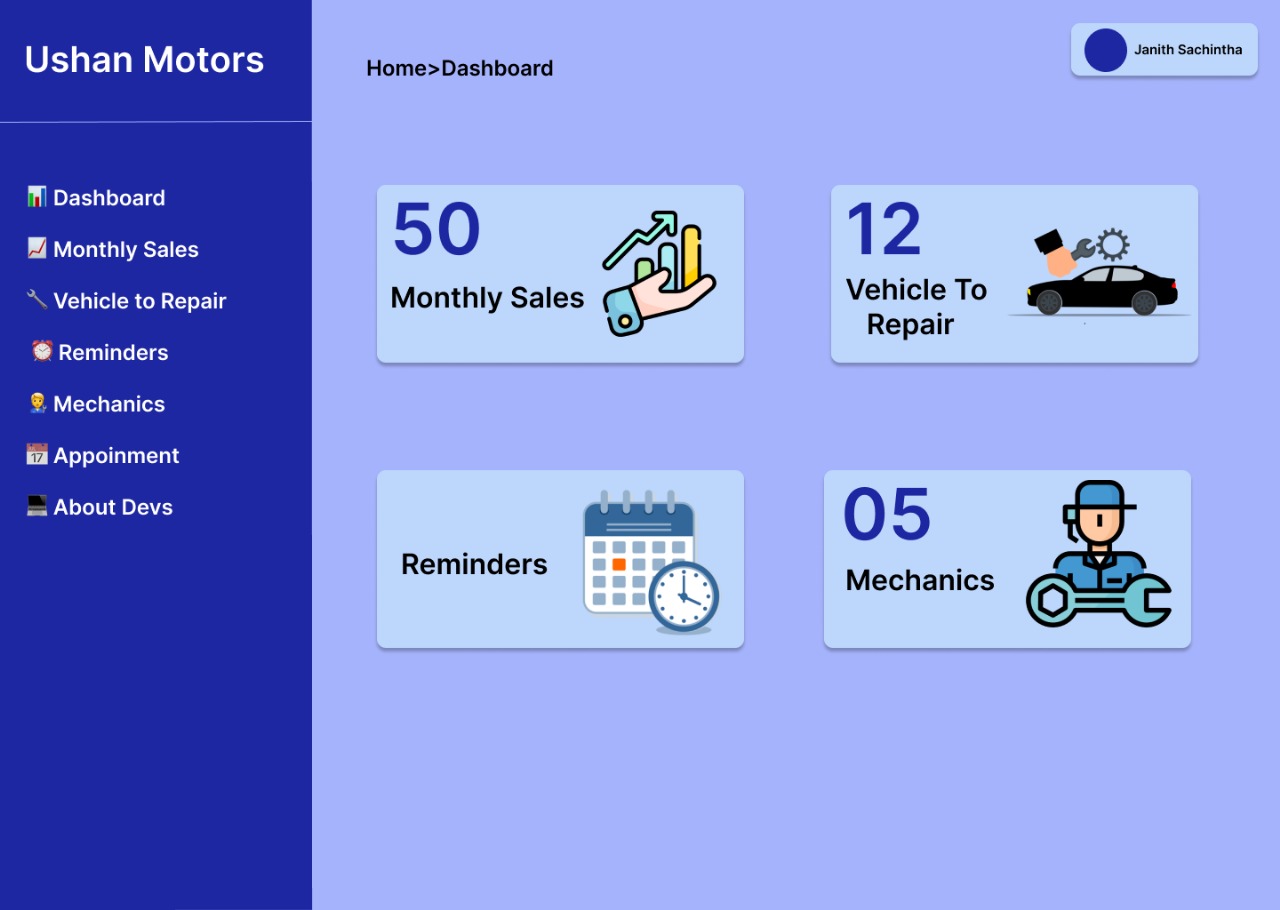 Ushan Motors
Home>Dashboard
Janith Sachintha
Dashboard
Monthly Sales
Vehicle to Repair
Reminders
Mechanics
17
Appoinment
About Devs
50
Monthly Sales
12
Vehicle To
Repair
Reminders
05
Mechanics